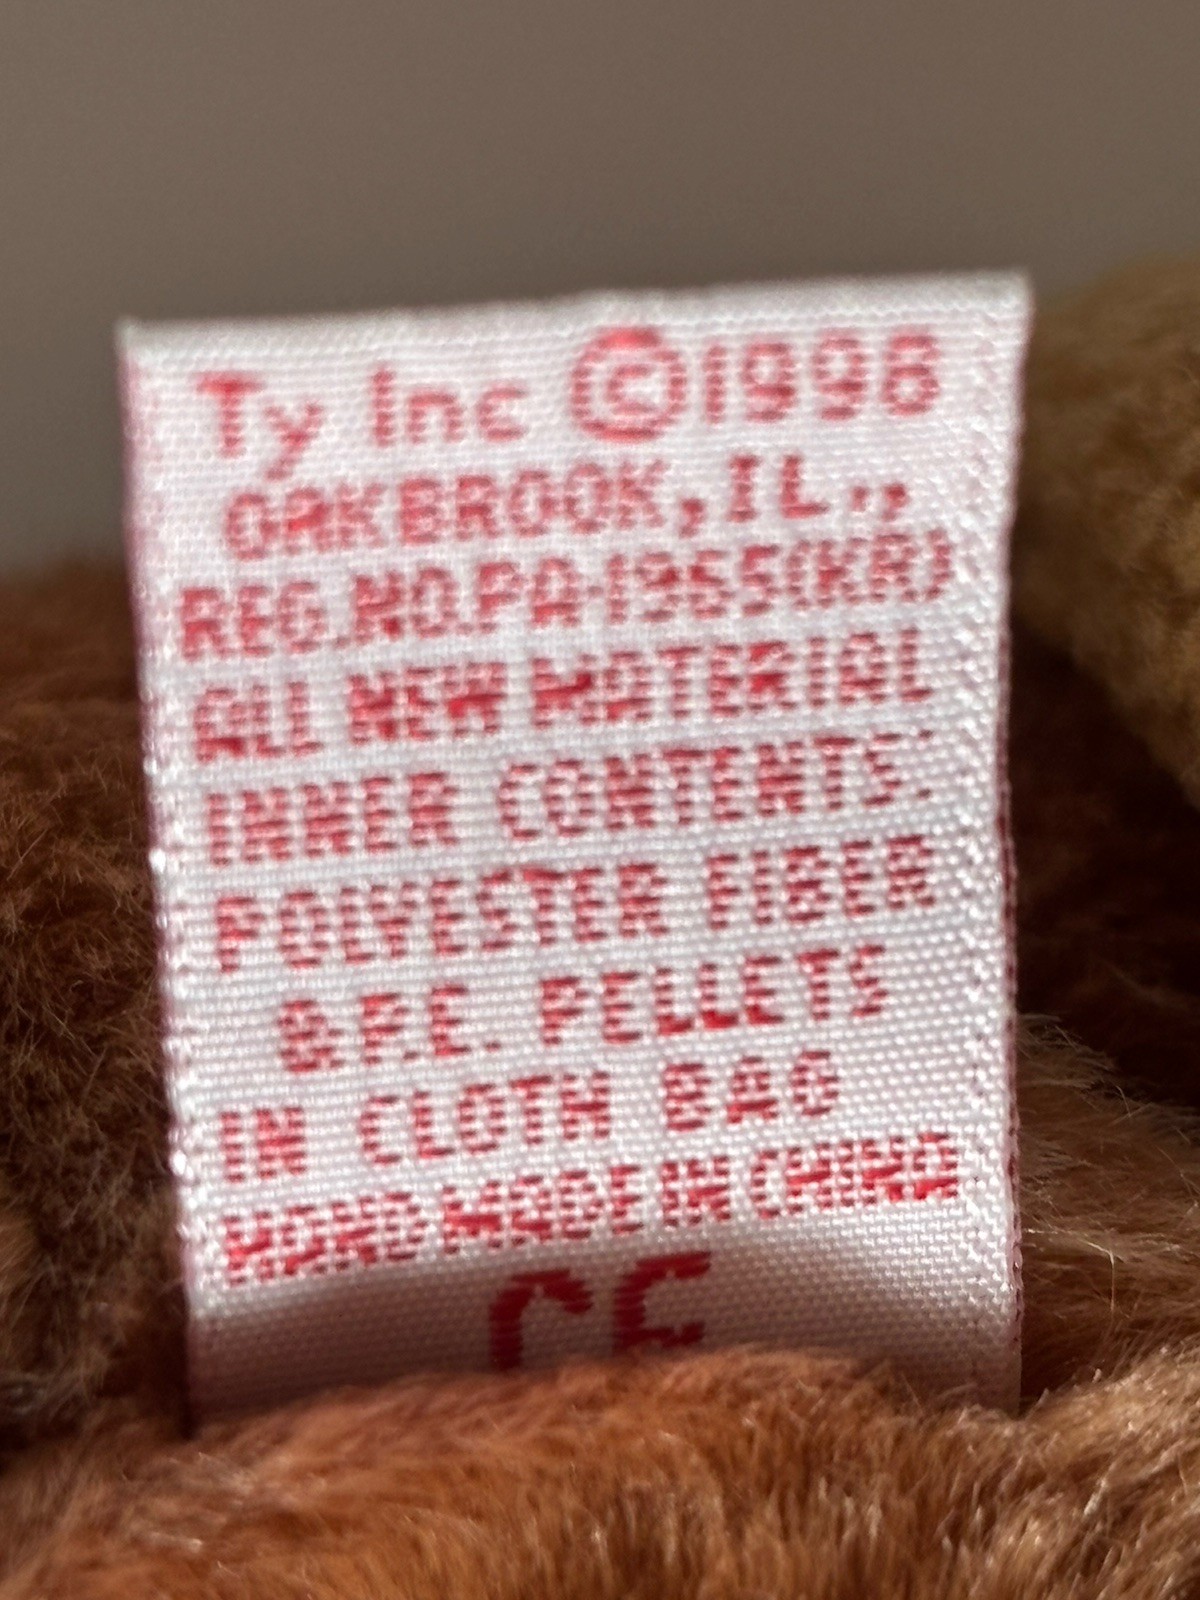 Ty Inc ©1998
OAKBROOK, IL.,
REG.NO.PA-1965(KR)
ALL NEW MATERIAL
INNER CONTENTS:
POLYESTER FIBER
& P.E. PELLETS
IN CLOTH BAG
HAND MADE IN CHINA
CE